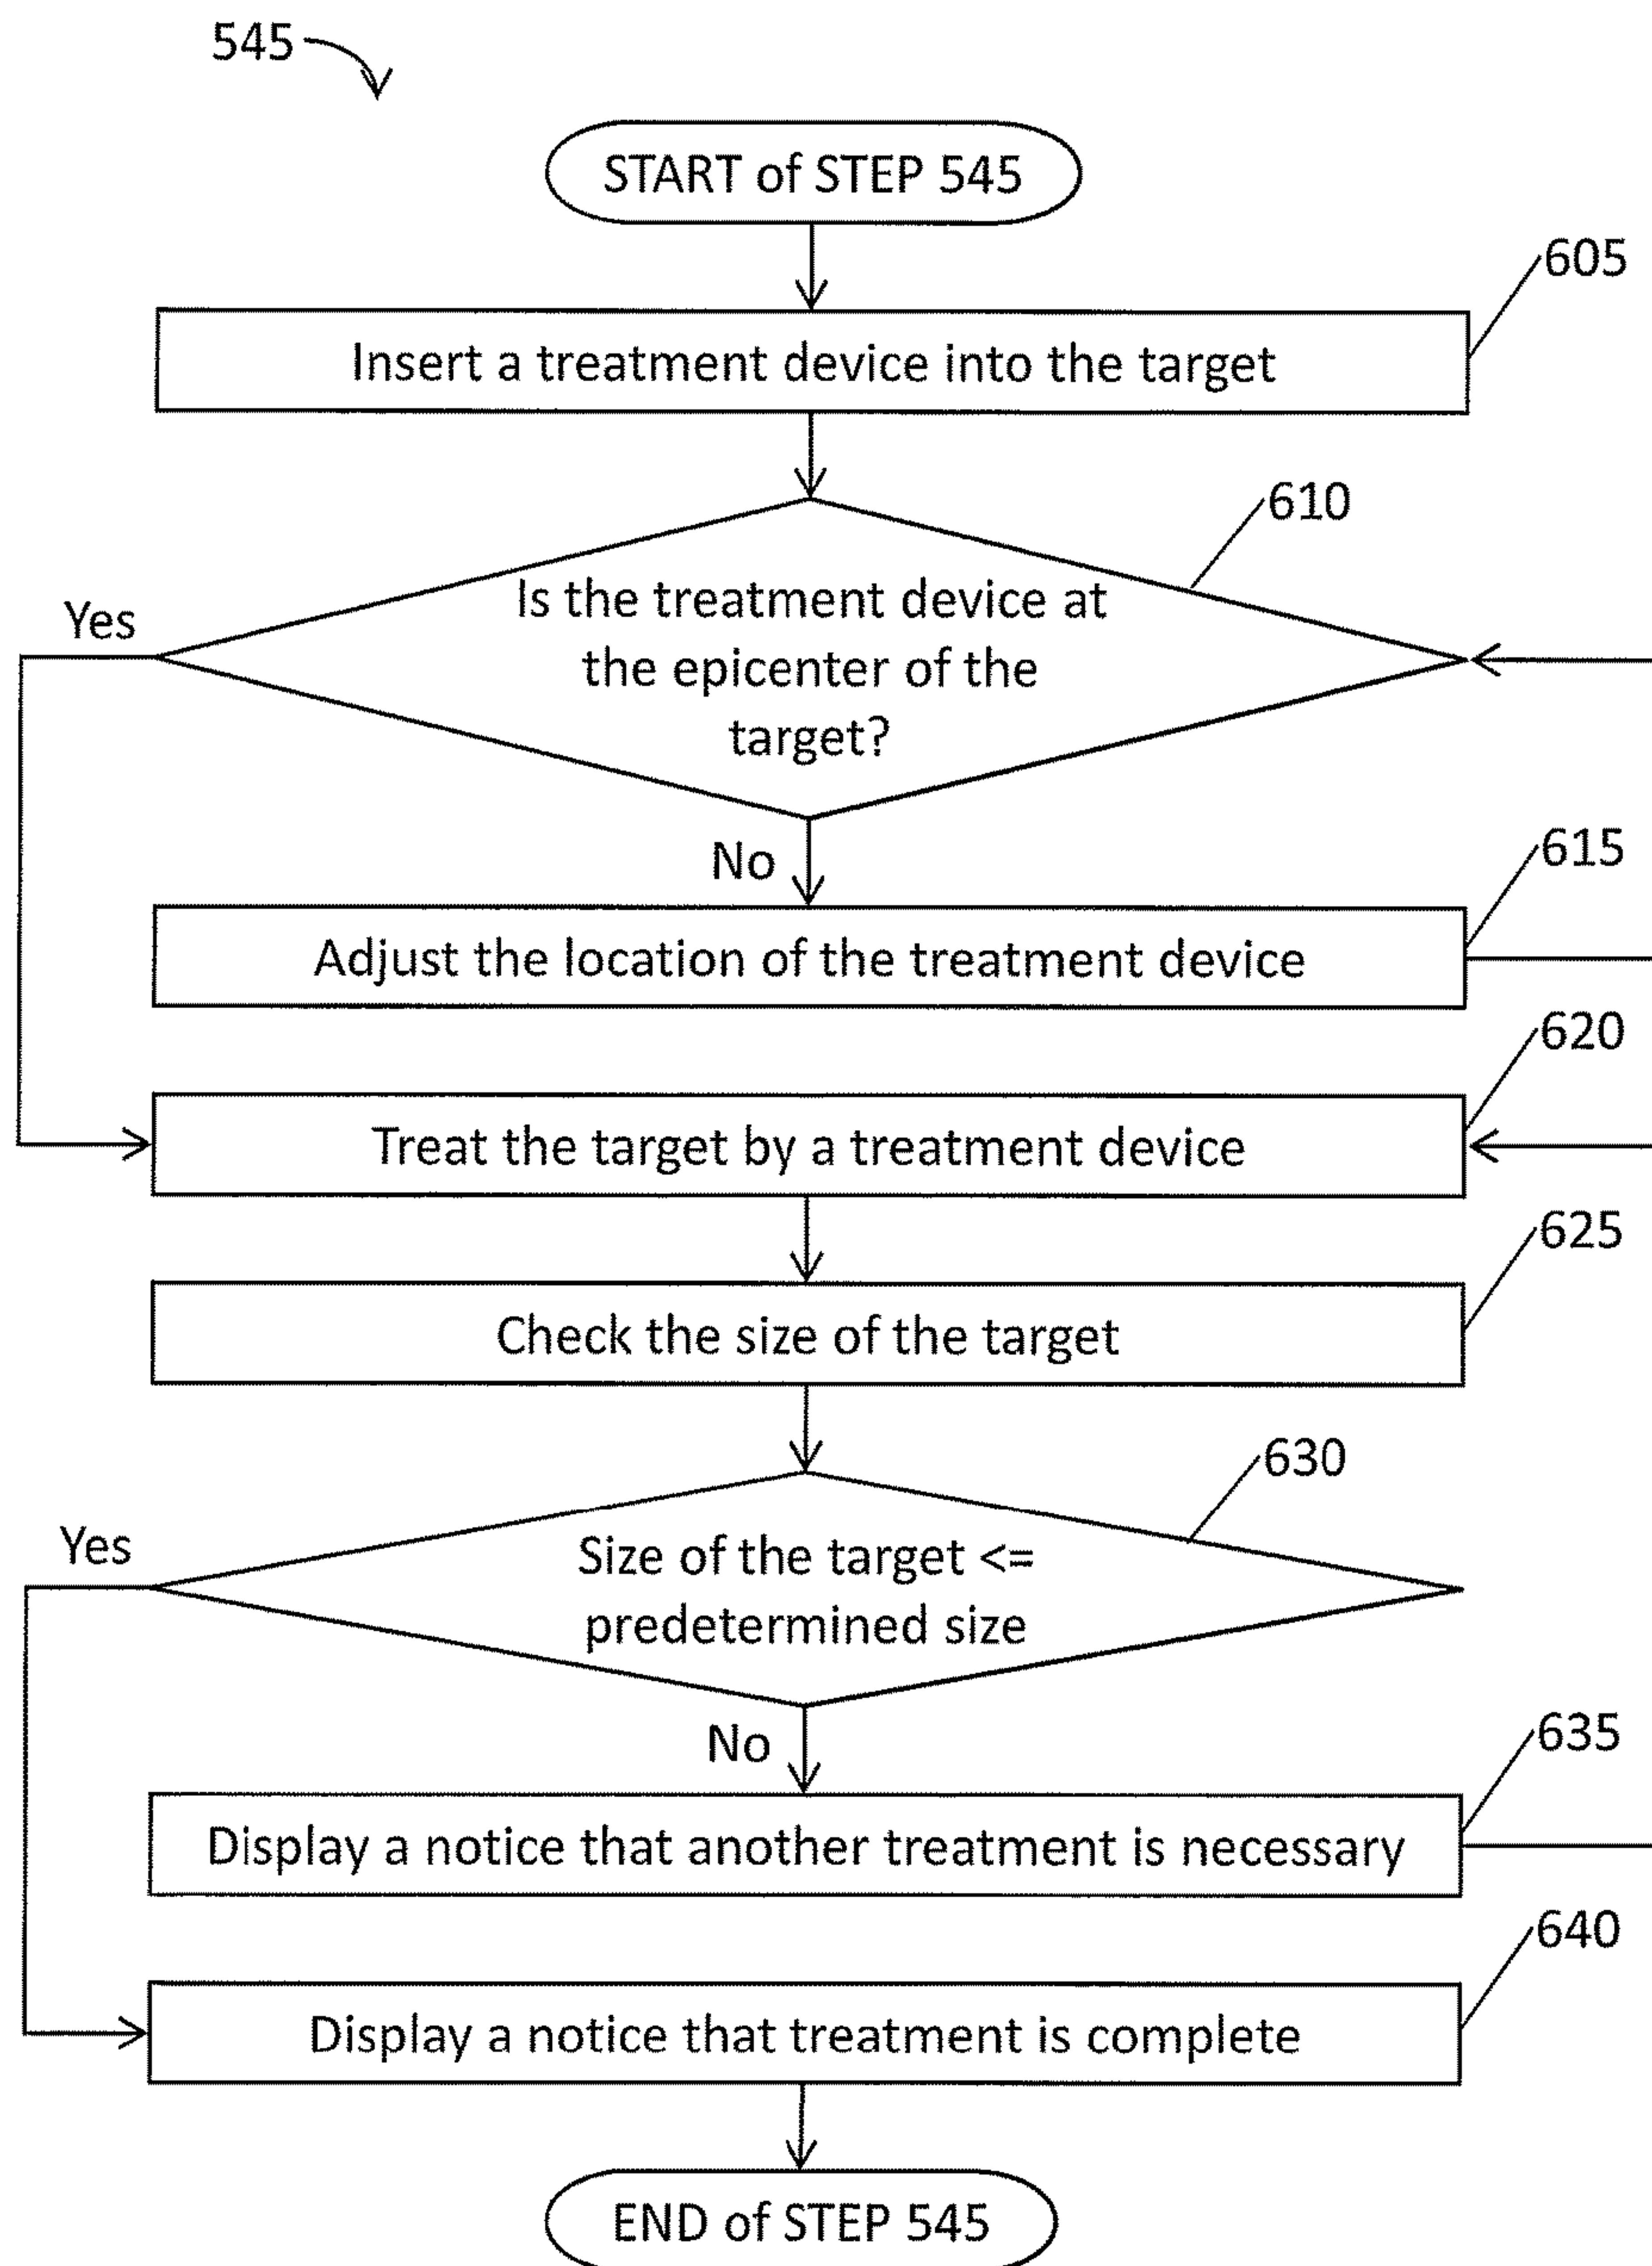 545
START of STEP 545
605
Insert a treatment device into the target
610
Is the treatment device at
the epicenter of the
target?
Yes
No
615
Adjust the location of the treatment device
620
Treat the target by a treatment device
625
Check the size of the target
630
Size of the target <=
predetermined size
Yes
No
635
Display a notice that another treatment is necessary
640
Display a notice that treatment is complete
END of STEP 545